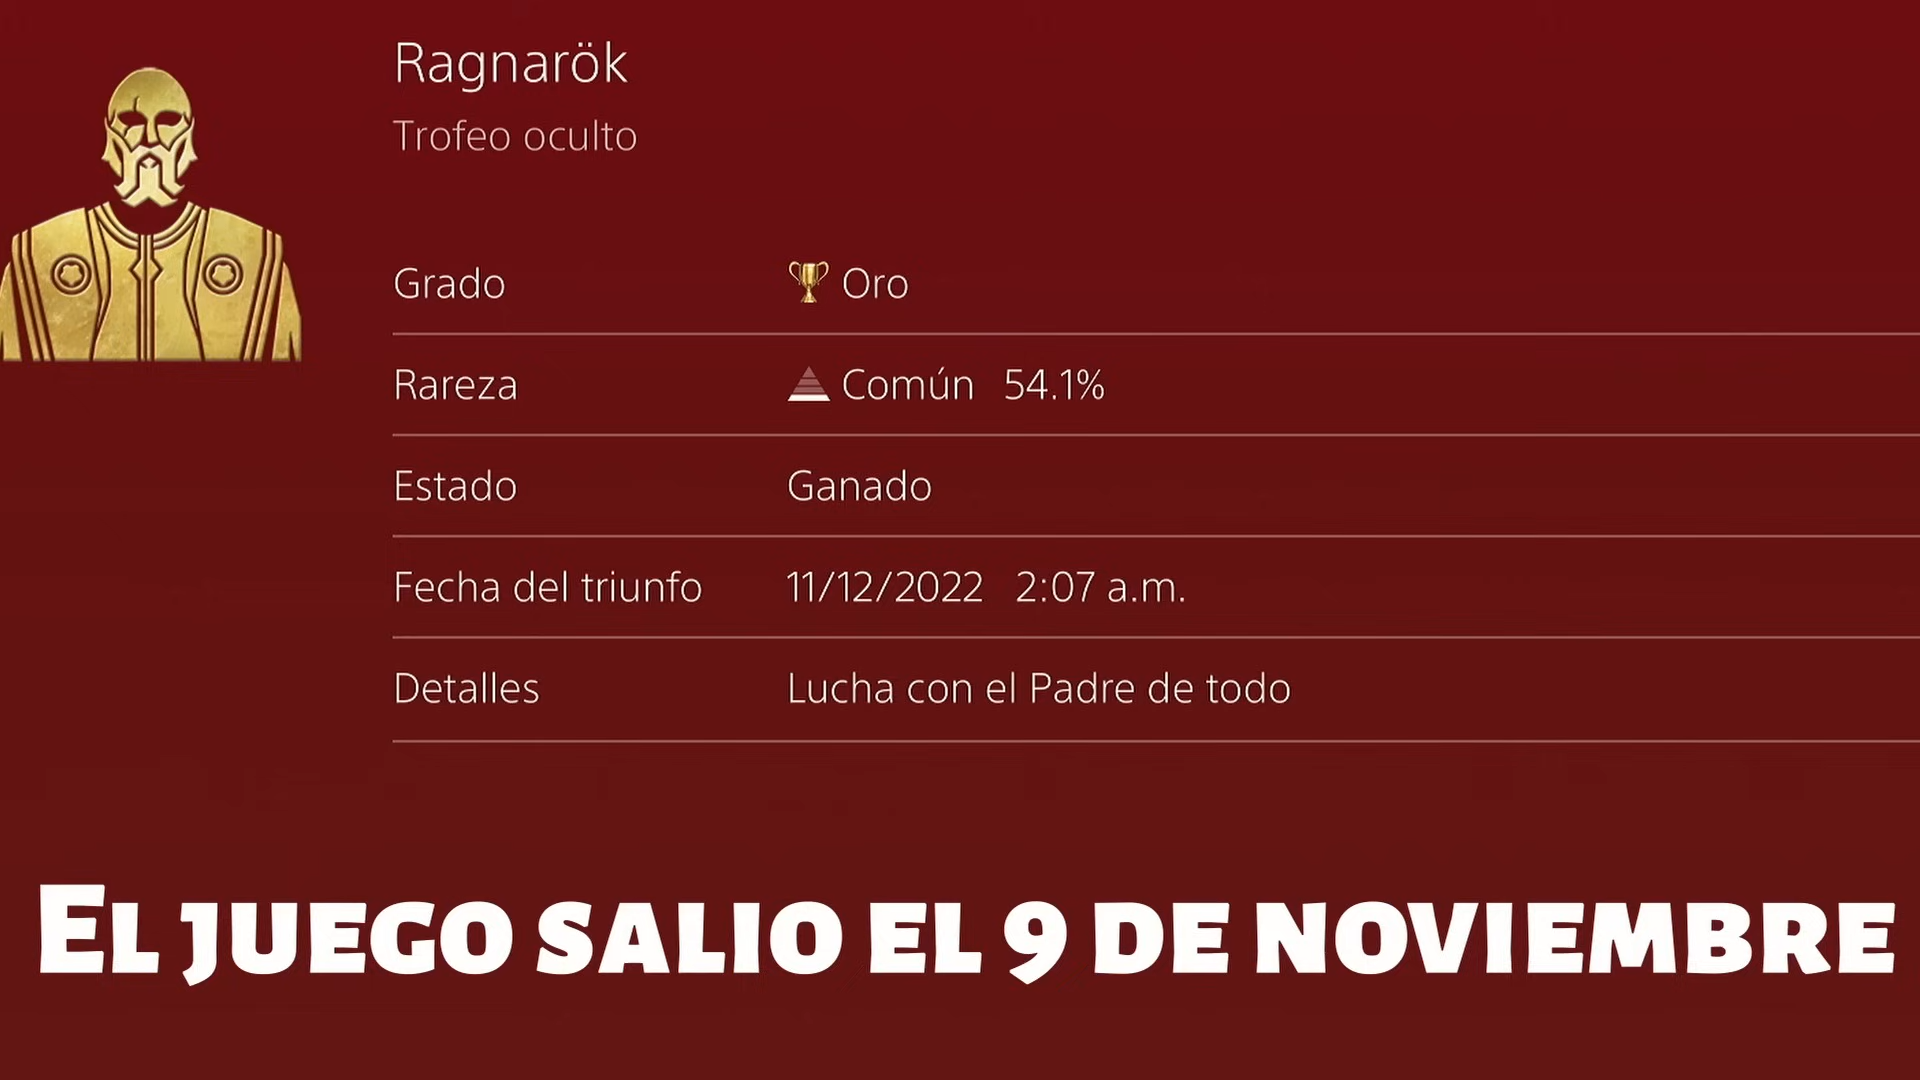 Ragnarök
Trofeo oculto
Grado Oro
Rareza Común 54.1%
Estado Ganado
Fecha del triunfo 11/12/2022 2:07 a.m.
Detalles Lucha con el Padre de todo
El juego salio el 9 de noviembre